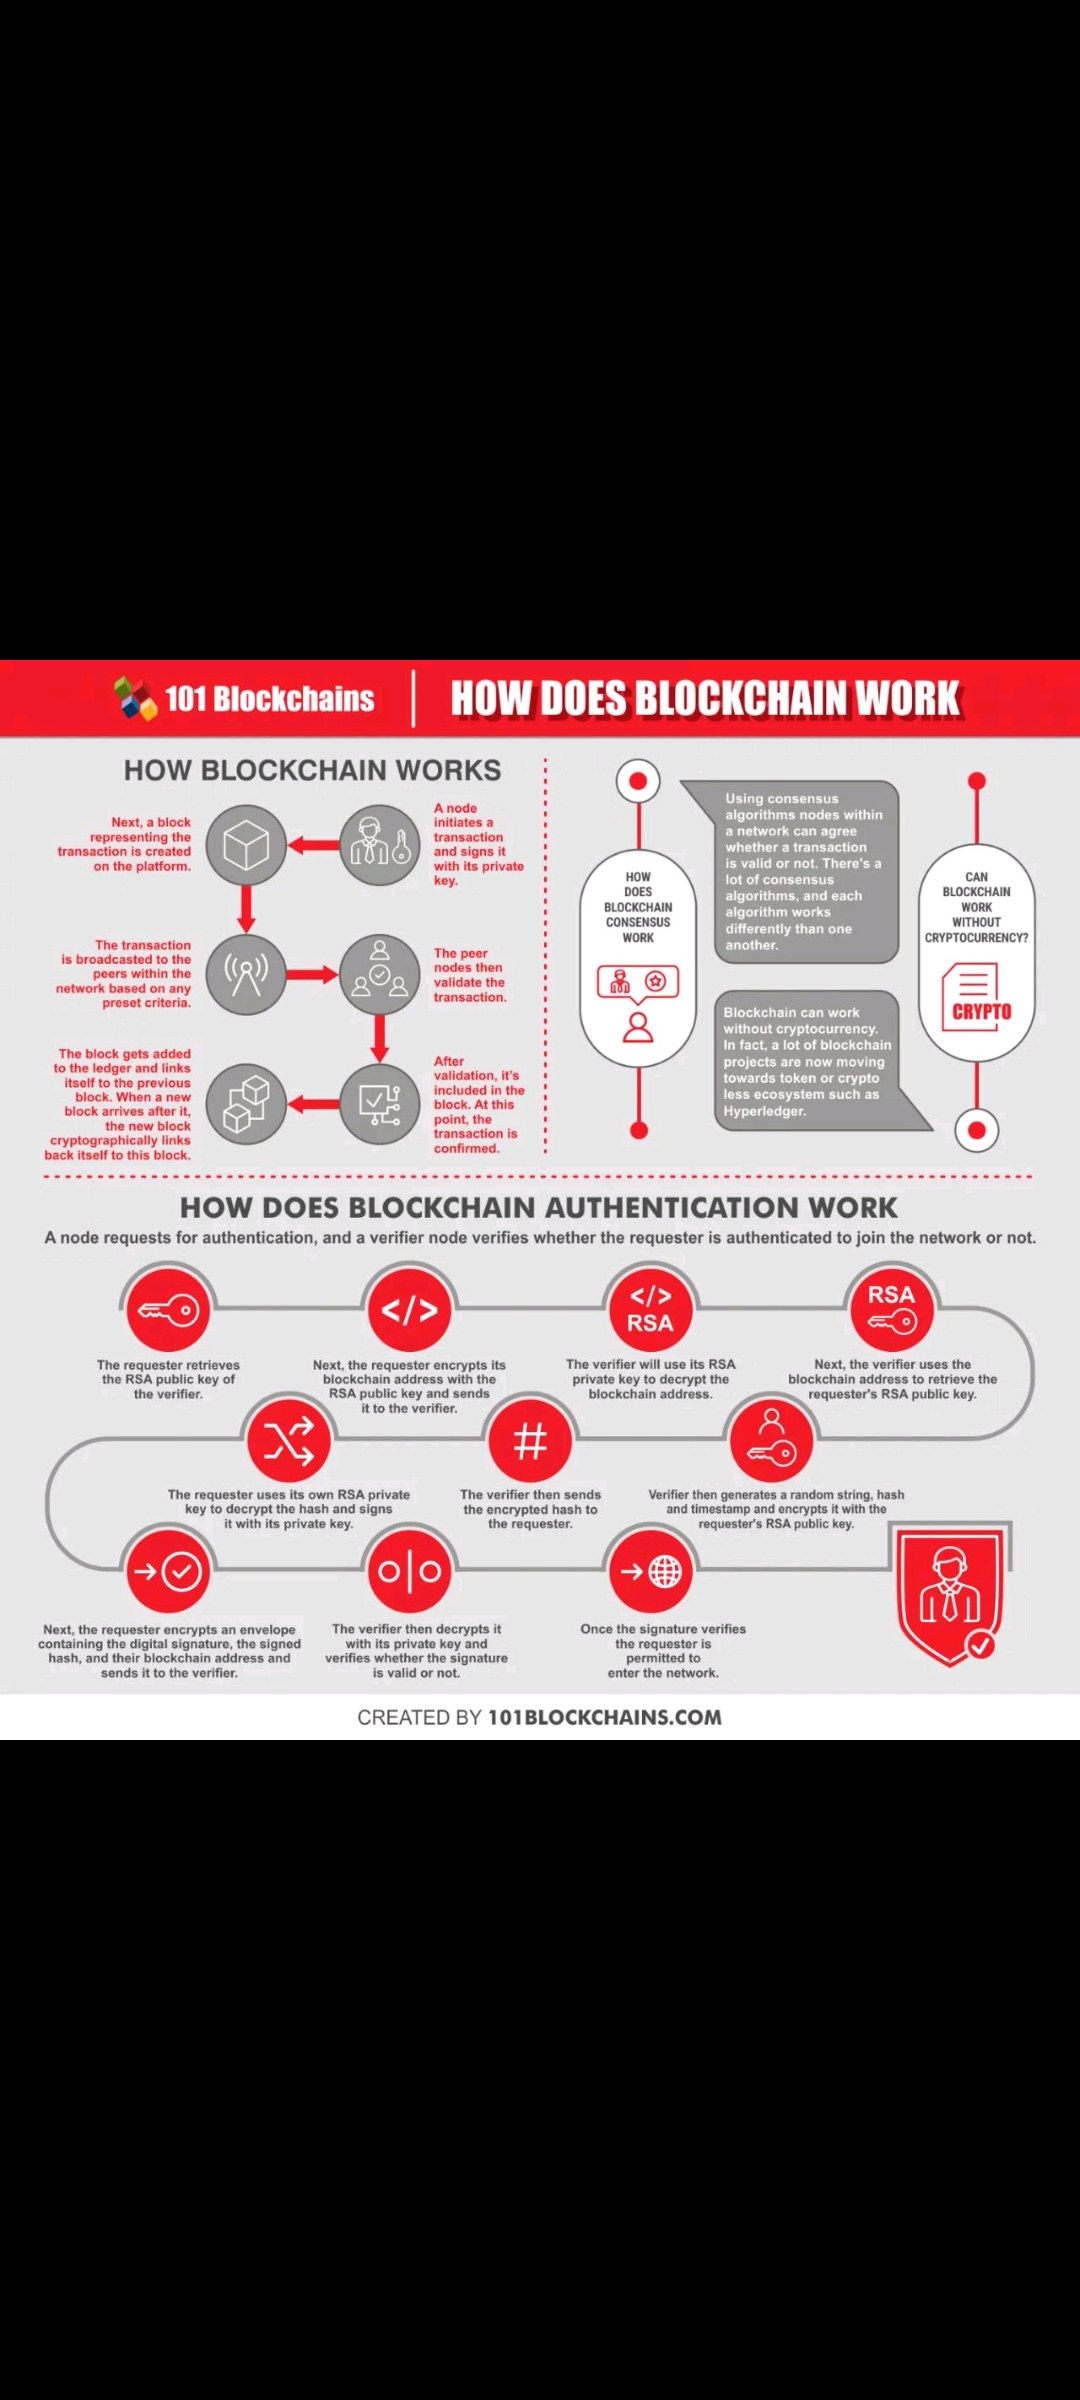 101 Blockchains
HOW DOES BLOCKCHAIN WORK
HOW BLOCKCHAIN WORKS
A node
initiates a
transaction
and signs it
with its private
key.
Next, a block
representing the
transaction is created
on the platform.
The transaction
is broadcasted to the
peers within the
network based on any
preset criteria.
The peer
nodes then
validate the
transaction.
After
validation, it's
included in the
block. At this
point, the
transaction is
confirmed.
The block gets added
to the ledger and links
itself to the previous
block. When a new
block arrives after it,
the new block
cryptographically links
back itself to this block.
HOW
DOES
BLOCKCHAIN
CONSENSUS
WORK
Using consensus
algorithms nodes within
a network can agree
whether a transaction
is valid or not. There's a
lot of consensus
algorithms, and each
algorithm works
differently than one
another.
CAN
BLOCKCHAIN
WORK
WITHOUT
CRYPTOCURRENCY?
CRYPTO
Blockchain can work
without cryptocurrency.
In fact, a lot of blockchain
projects are now moving
towards token or crypto
less ecosystem such as
Hyperledger.
HOW DOES BLOCKCHAIN AUTHENTICATION WORK
A node requests for authentication, and a verifier node verifies whether the requester is authenticated to join the network or not.
The requester retrieves
the RSA public key of
the verifier.
</>
Next, the requester encrypts its
blockchain address with the
RSA public key and sends
it to the verifier.
</>
RSA
The verifier will use its RSA
private key to decrypt the
blockchain address.
RSA
Next, the verifier uses the
blockchain address to retrieve the
requester's RSA public key.
Verifier then generates a random string, hash
and timestamp and encrypts it with the
requester's RSA public key.
#
The verifier then sends
the encrypted hash to
the requester.
The requester uses its own RSA private
key to decrypt the hash and signs
it with its private key.
Next, the requester encrypts an envelope
containing the digital signature, the signed
hash, and their blockchain address and
sends it to the verifier.
The verifier then decrypts it
with its private key and
verifies whether the signature
is valid or not.
Once the signature verifies
the requester is
permitted to
enter the network.
CREATED BY 101BLOCKCHAINS.COM